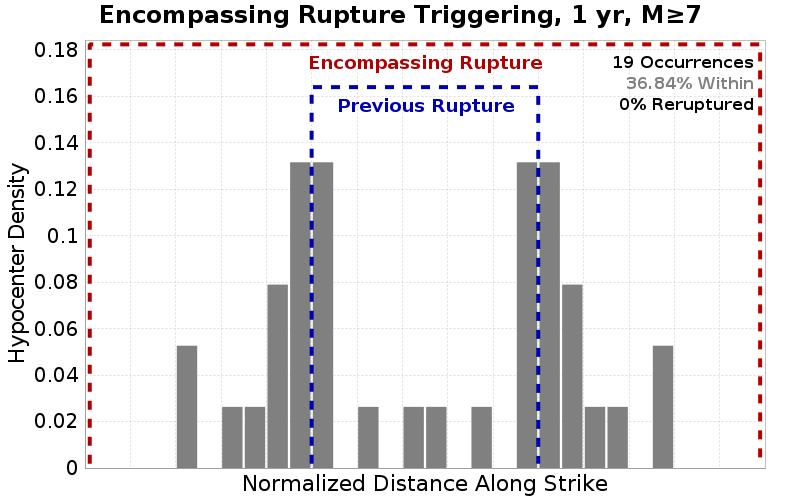 Encompassing Rupture Triggering, 1 yr, M≥7
0.18
0.16
0.14
0.12
0.1
0.08
0.06
0.04
0.02
0
Hypocenter Density
Encompassing Rupture
Previous Rupture
19 Occurrences
36.84% Within
0% Reruptured
Normalized Distance Along Strike